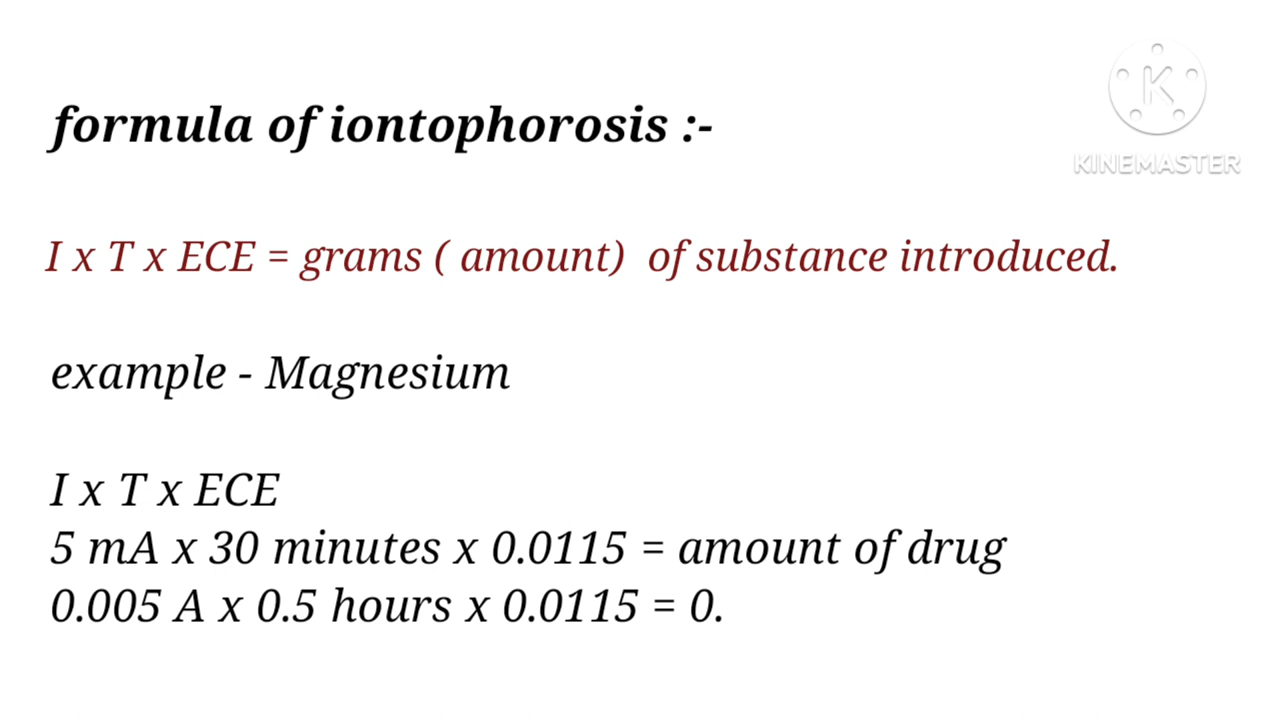 formula of iontophorosis :-
K
KINEMASTER
I x T x ECE = grams ( amount) of substance introduced.
example - Magnesium
I x T x ECE
5 mA x 30 minutes x 0.0115 = amount of drug
0.005 A x 0.5 hours x 0.0115 = 0.